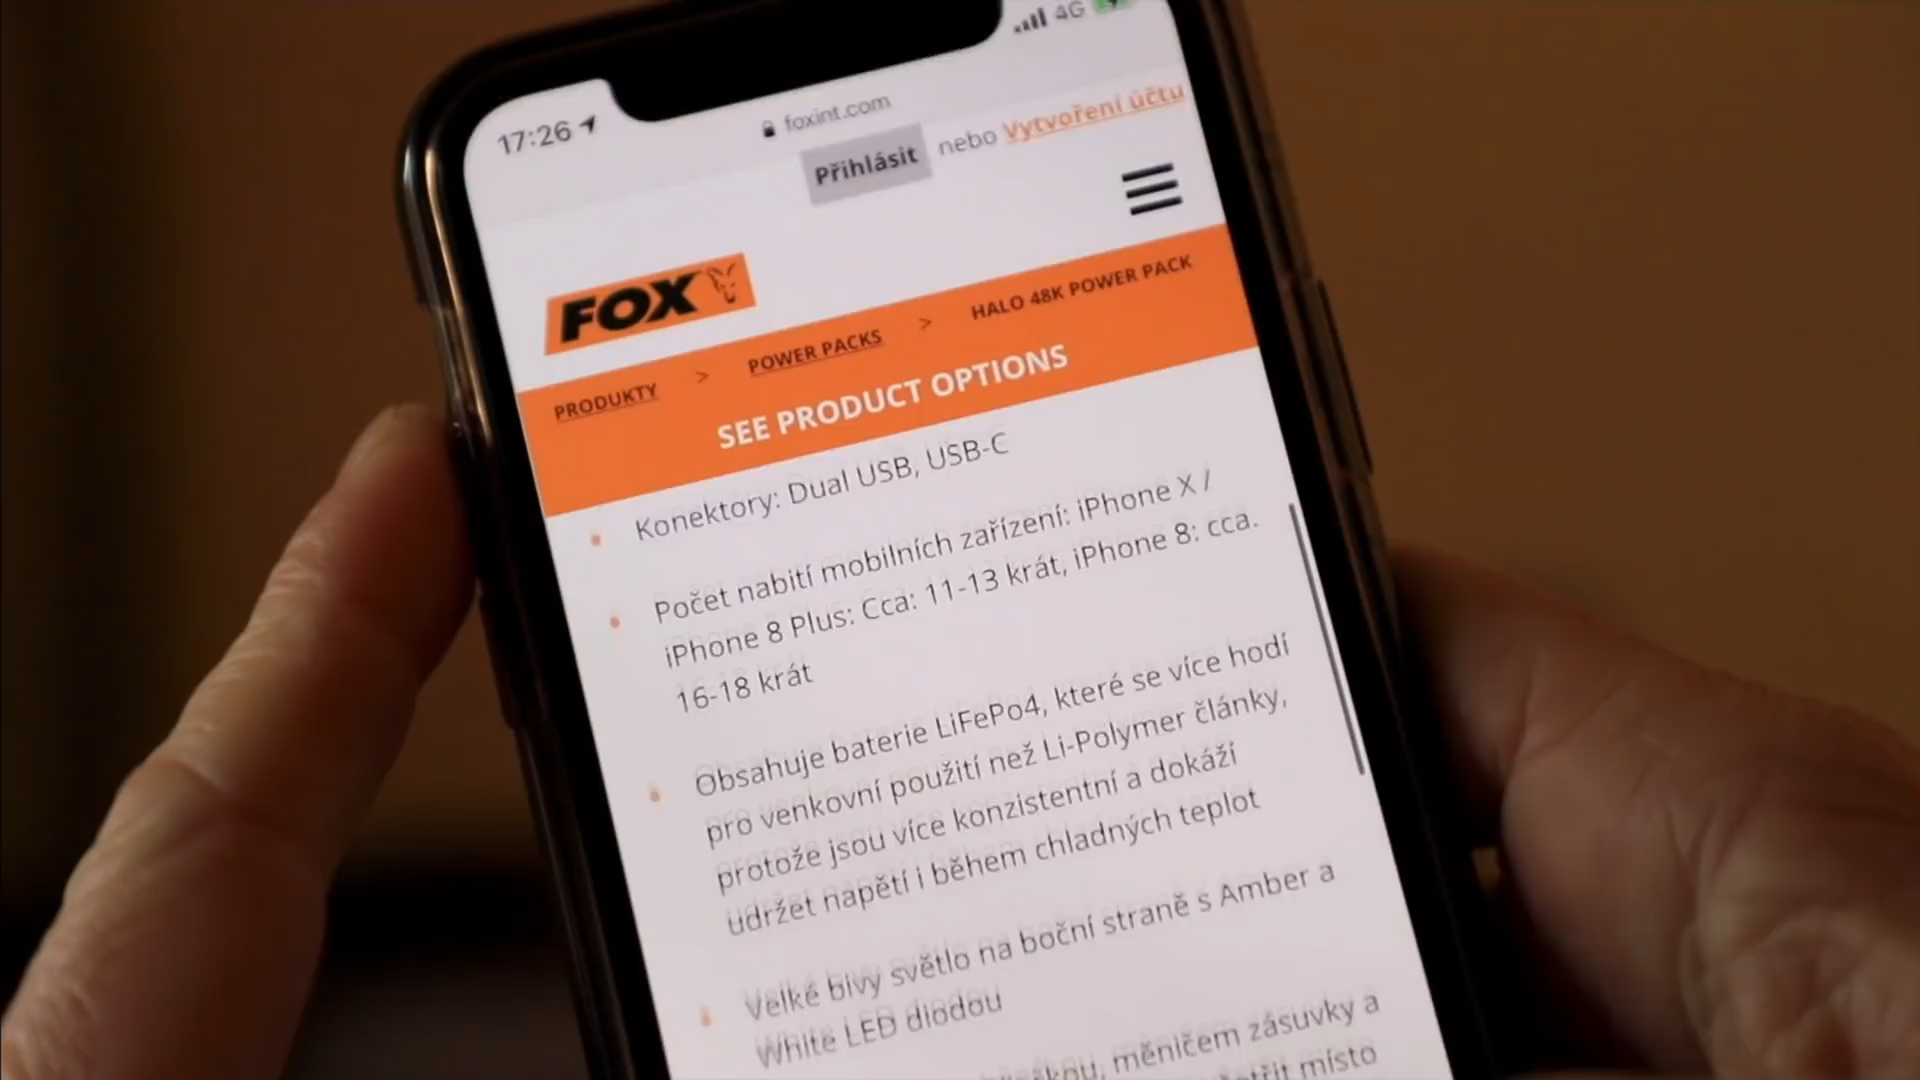 17:26
4G
foxint.com
Přihlásit nebo Vytvoření účtu
FOX
PRODUKTY > POWER PACKS > HALO 48K POWER PACK
SEE PRODUCT OPTIONS
Konektory: Dual USB, USB-C
Počet nabití mobilních zařízení: iPhone X /
iPhone 8 Plus: Cca: 11-13 krát, iPhone 8: cca.
16-18 krát
Obsahuje baterie LiFePo4, které se více hodí
pro venkovní použití než Li-Polymer články,
protože jsou více konzistentní a dokáží
udržet napětí i během chladných teplot
Velké bivy světlo na boční straně s Amber a
White LED diodou
měničem zásuvky a
místo